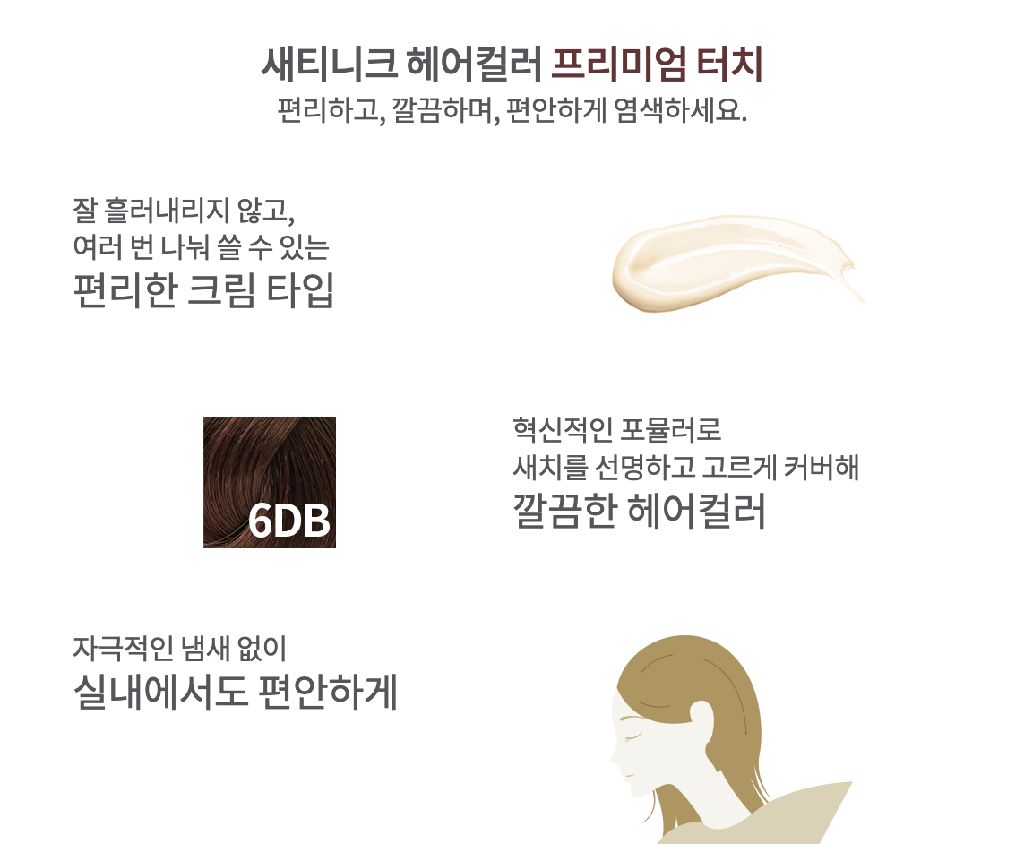 새티니크 헤어컬러 프리미엄 터치
편리하고, 깔끔하며, 편안하게 염색하세요.
잘 흘러내리지 않고,
여러 번 나눠 쓸 수 있는
편리한 크림 타입
6DB
혁신적인 포뮬러로
새치를 선명하고 고르게 커버해
깔끔한 헤어컬러
자극적인 냄새 없이
실내에서도 편안하게